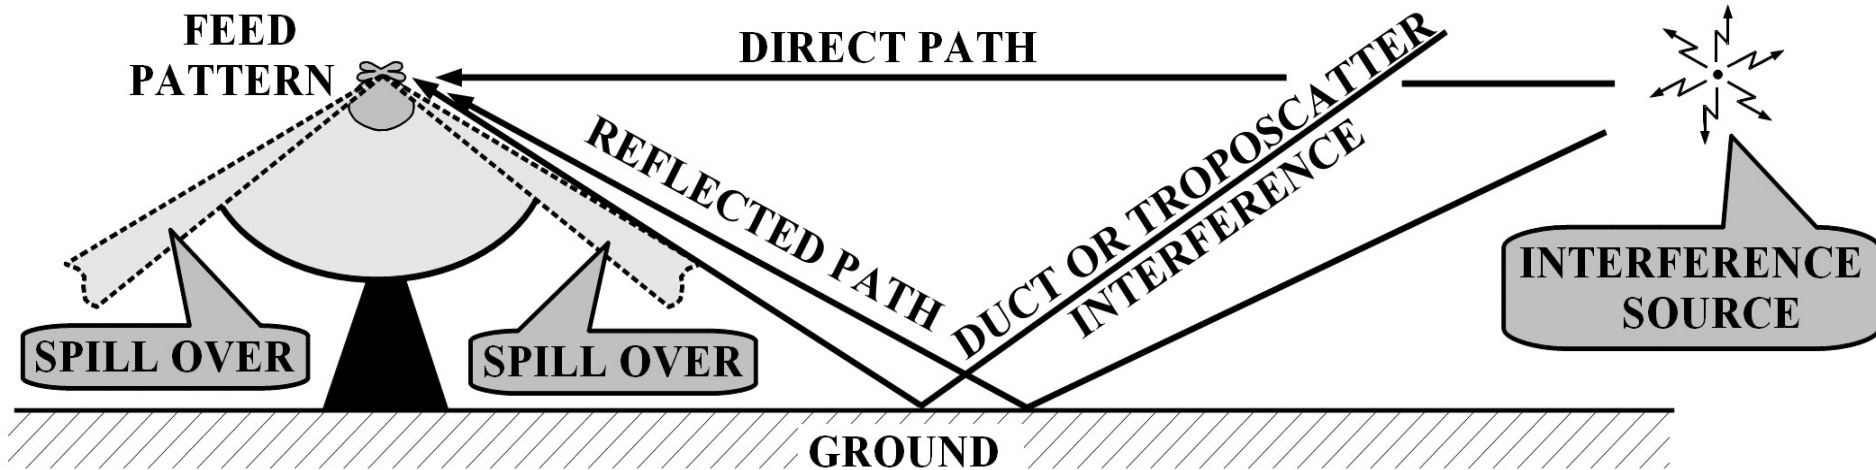 FEED
PATTERN
DIRECT PATH
REFLECTED PATH
DUCT OR TROPOSCATTER
INTERFERENCE
INTERFERENCE
SOURCE
SPILL OVER
SPILL OVER
GROUND